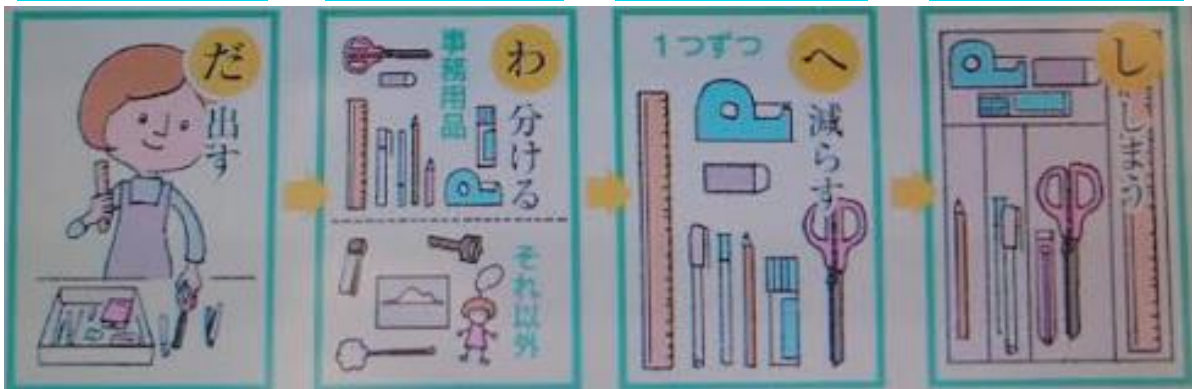 だ
出す
わ
分ける
事務用品
それ以外
へ
減らす
1つずつ
し
しまう